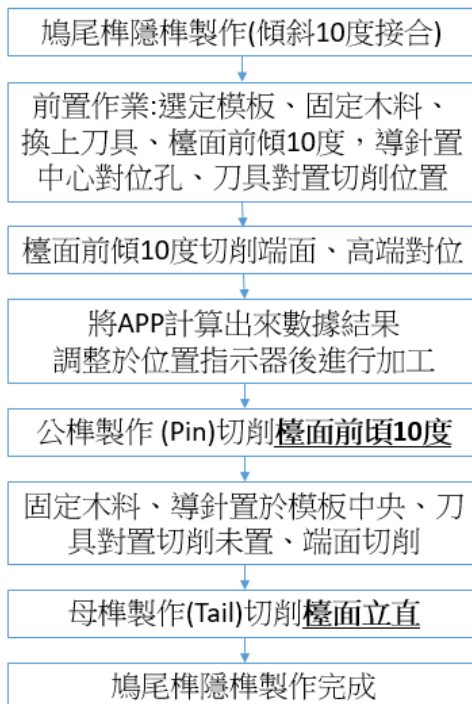 鳩尾榫隱榫製作(傾斜10度接合)
前置作業:選定模板、固定木料、
換上刀具、檯面前傾10度，導針置
中心對位孔、刀具對置切削位置
檯面前傾10度切削端面、高端對位
將APP計算出來數據結果
調整於位置指示器後進行加工
公榫製作 (Pin)切削檯面前頃10度
固定木料、導針置於模板中央、刀
具對置切削未置、端面切削
母榫製作(Tail)切削檯面立直
鳩尾榫隱榫製作完成